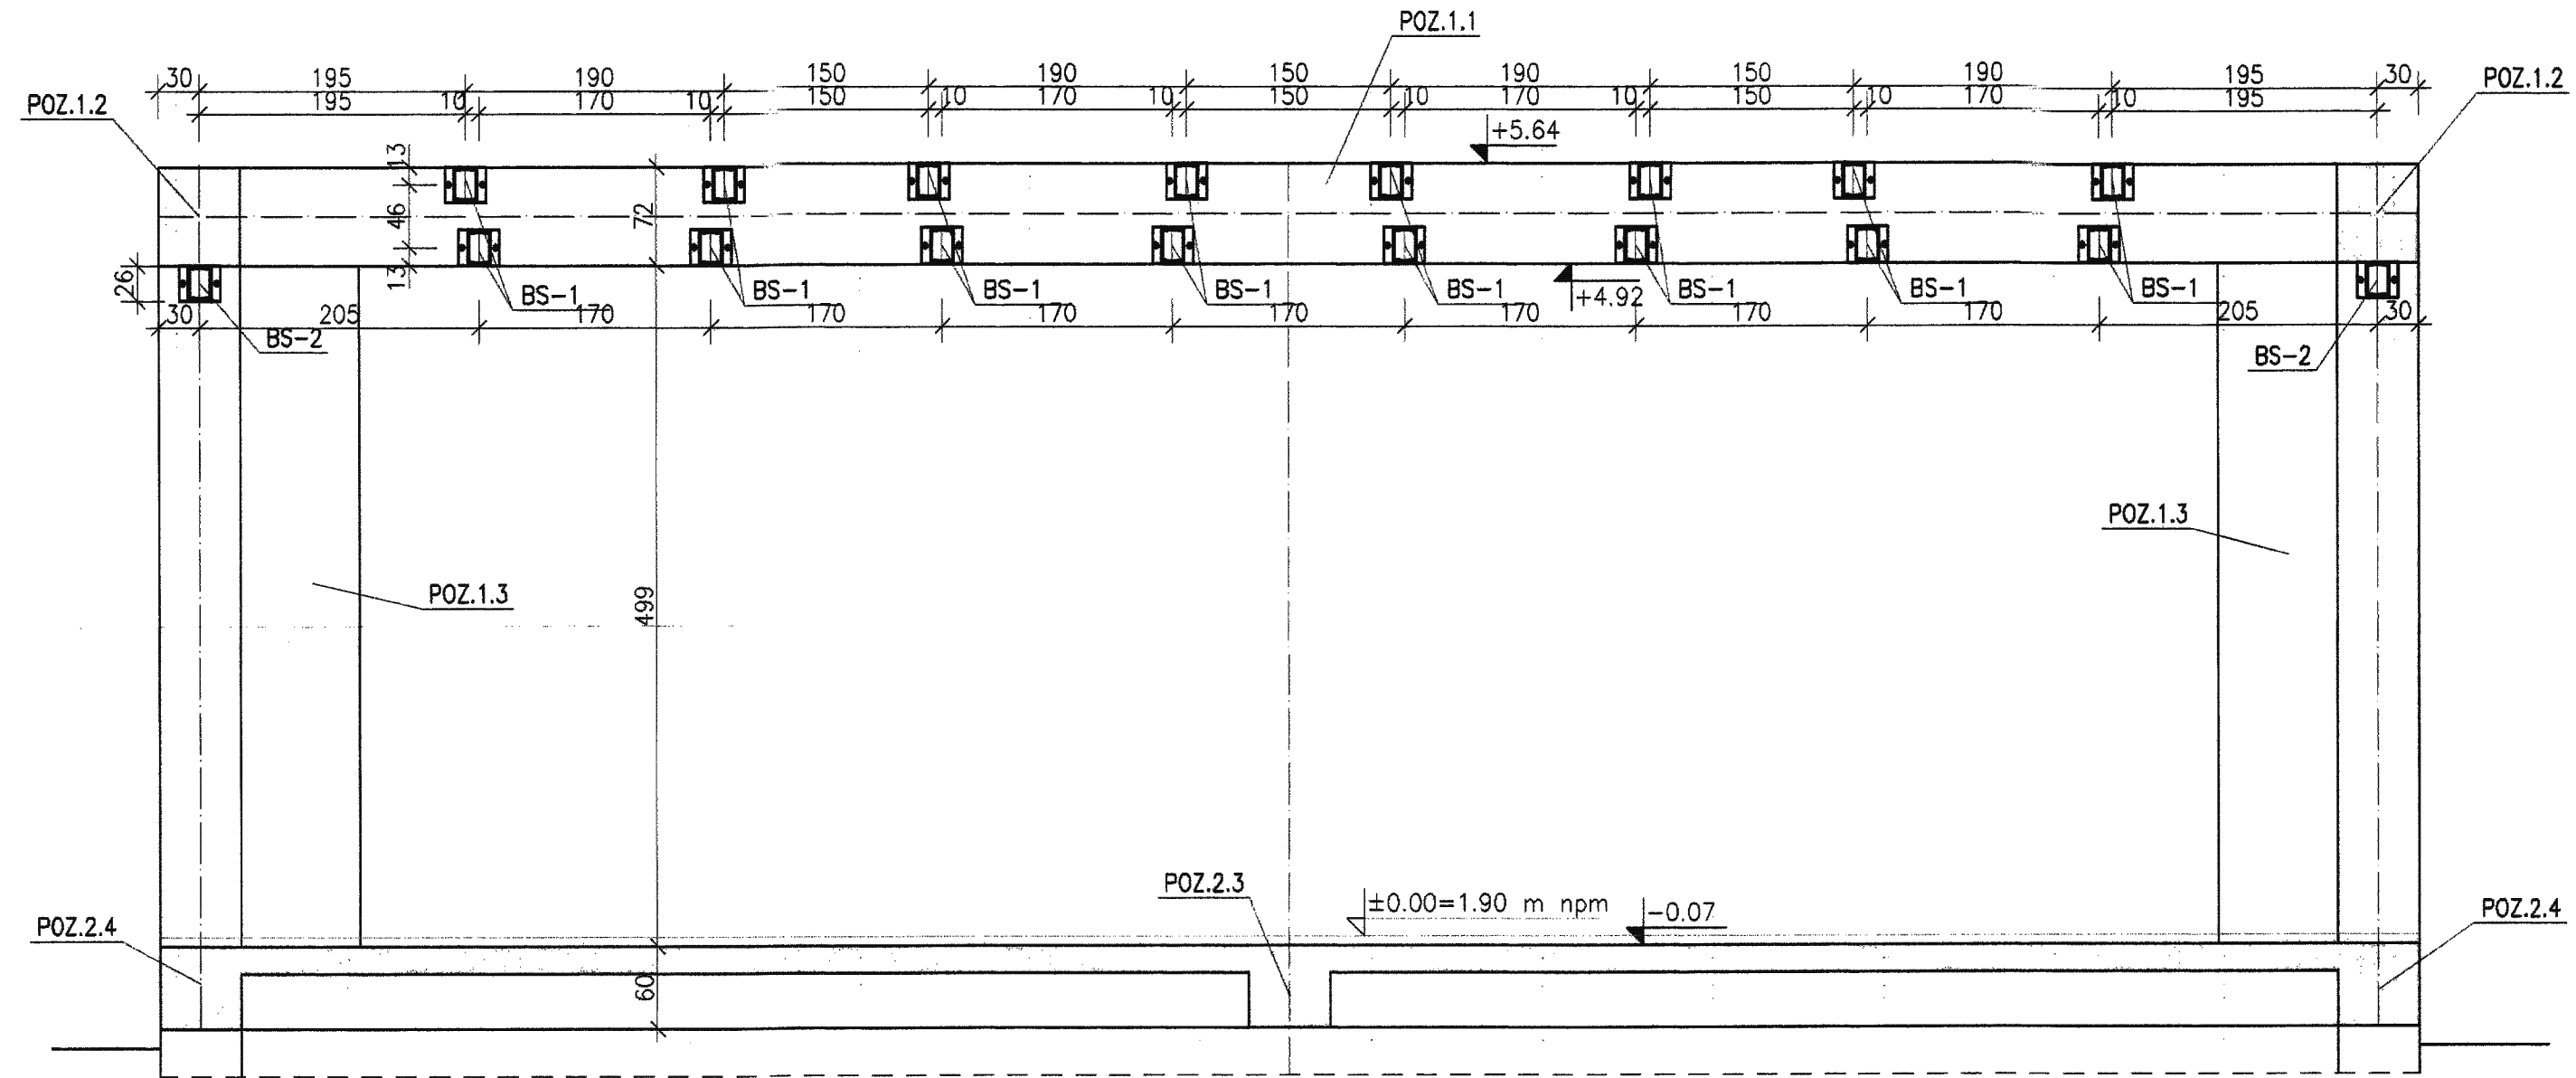 POZ.1.1
30 195 190 150 190 150 190 150 190 195 30
POZ.1.2 POZ.1.2
195 10 170 10 150 10 170 10 150 10 170 10 150 10 170 10 195
+5.64
13
46
72
13
26
BS-1 BS-1 BS-1 BS-1 BS-1 BS-1 BS-1 BS-1
+4.92
30 205 170 170 170 170 170 170 170 205 30
BS-2 BS-2
POZ.1.3
POZ.1.3
499
POZ.2.3
±0.00=1.90 m npm
-0.07
POZ.2.4 POZ.2.4
60